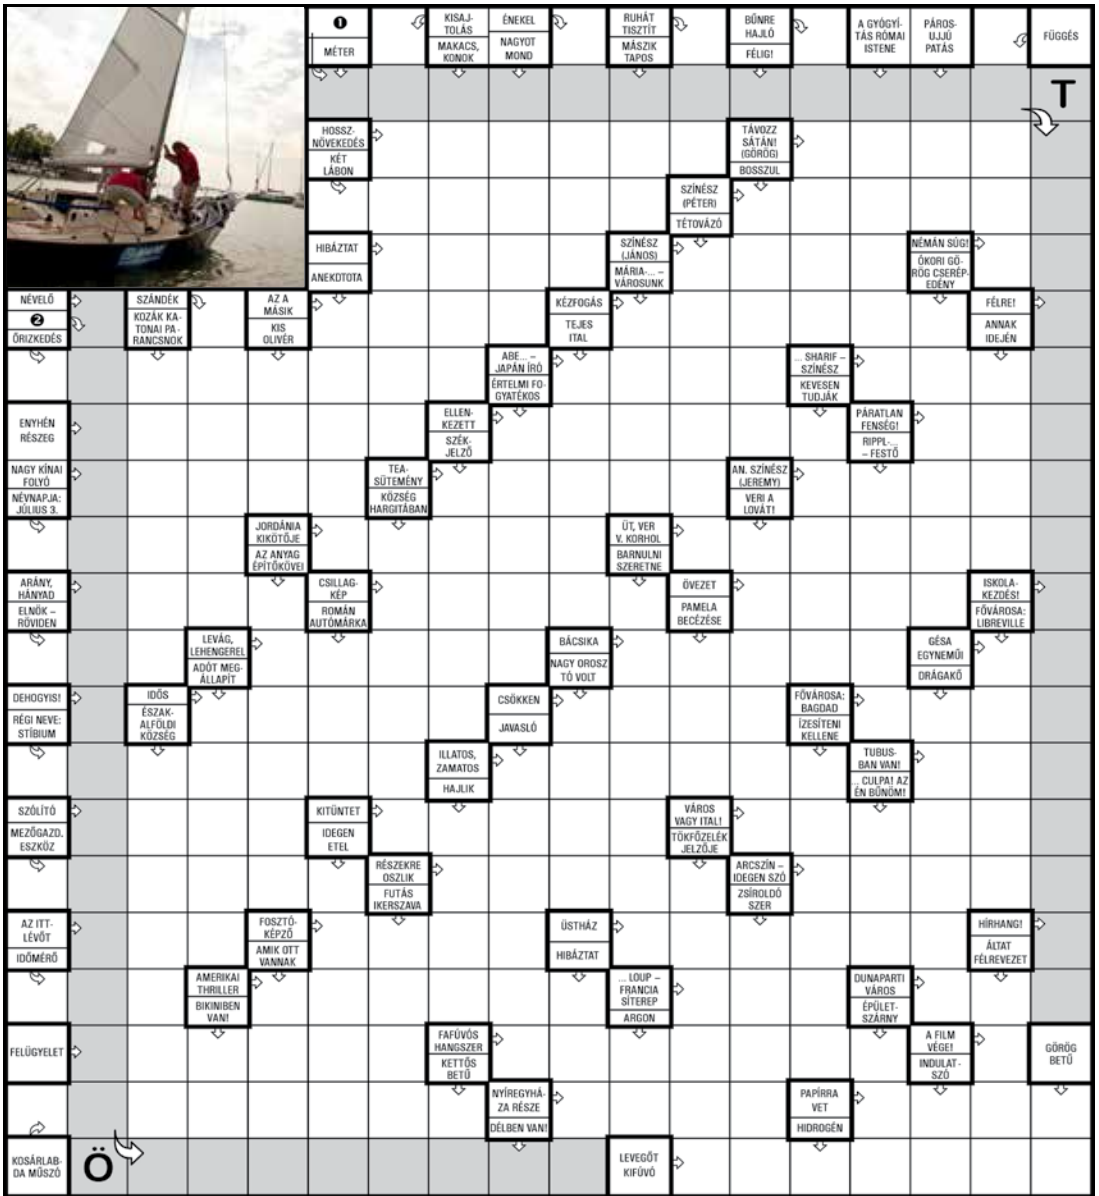 ❶
MÉTER
KISAJ-
TOLÁS
MAKACS,
KONOK
ÉNEKEL
NAGYOT
MOND
RUHÁT
TISZTÍT
MÁSZIK
TAPOS
BŰNRE
HAJLÓ
FÉLIG!
A GYÓGYÍ-
TÁS RÓMAI
ISTENE
PÁROS-
UJJÚ
PATÁS
FÜGGÉS
T
HOSSZ-
NÖVEKEDÉS
KÉT
LÁBON
TÁVOZZ
SÁTÁN!
(GÖRÖG)
BOSSZUL
SZÍNÉSZ
(PÉTER)
TÉTOVÁZÓ
HIBÁZTAT
ANEKDTOTA
SZÍNÉSZ
(JÁNOS)
MÁRIA-... –
VÁROSUNK
NÉMÁN SÚG!
ÓKORI GÖ-
RÖG CSERÉP-
EDÉNY
NÉVELŐ
❷
ŐRIZKEDÉS
SZÁNDÉK
KOZÁK KA-
TONAI PA-
RANCSNOK
AZ A
MÁSIK
KIS
OLIVÉR
KÉZFOGÁS
TEJES
ITAL
FÉLRE!
ANNAK
IDEJÉN
ABE... –
JAPÁN ÍRÓ
ÉRTELMI FO-
GYATÉKOS
... SHARIF –
SZÍNÉSZ
KEVESEN
TUDJÁK
ENYHÉN
RÉSZEG
ELLEN-
KEZETT
SZÉK-
JELZŐ
PÁRATLAN
FENSÉG!
RIPPL-...
– FESTŐ
NAGY KÍNAI
FOLYÓ
NÉVNAPJA:
JÚLIUS 3.
TEA-
SÜTEMÉNY
KÖZSÉG
HARGITÁBAN
AN. SZÍNÉSZ
(JEREMY)
VERI A
LOVÁT!
JORDÁNIA
KIKÖTŐJE
AZ ANYAG
ÉPÍTŐKÖVEI
ÜT, VER
V. KORHOL
BARNULNI
SZERETNE
ARÁNY,
HÁNYAD
ELNÖK –
RÖVIDEN
CSILLAG-
KÉP
ROMÁN
AUTÓMÁRKA
ÖVEZET
PAMELA
BECÉZÉSE
ISKOLA-
KEZDÉS!
FŐVÁROSA:
LIBREVILLE
LEVÁG,
LEHENGEREL
ADÓT MEG-
ÁLLAPÍT
BÁCSIKA
NAGY OROSZ
TÓ VOLT
GÉSA
EGYNEMŰI
DRÁGAKŐ
DEHOGYIS!
RÉGI NEVE:
STÍBIUM
IDŐS
ÉSZAK-
ALFÖLDI
KÖZSÉG
CSÖKKEN
JAVASLÓ
FŐVÁROSA:
BAGDAD
ÍZESÍTENI
KELLENE
ILLATOS,
ZAMATOS
HAJLIK
TUBUS-
BAN VAN!
... CULPA! AZ
ÉN BŰNÖM!
SZÓLÍTÓ
MEZŐGAZD.
ESZKÖZ
KITÜNTET
IDEGEN
ETEL
VÁROS
VAGY ITAL!
TÖKFŐZELÉK
JELZŐJE
RÉSZEKRE
OSZLIK
FUTÁS
IKERSZAVA
ARCSZÍN –
IDEGEN SZÓ
ZSÍROLDÓ
SZER
AZ ITT-
LÉVŐT
IDŐMÉRŐ
FOSZTÓ-
KÉPZŐ
AMIK OTT
VANNAK
ÜSTHÁZ
HIBÁZTAT
HÍRHANG!
ÁLTAT
FÉLREVEZET
AMERIKAI
THRILLER
BIKINIBEN
VAN!
... LOUP –
FRANCIA
SÍTEREP
ARGON
DUNAPARTI
VÁROS
ÉPÜLET-
SZÁRNY
FELÜGYELET
FAFÚVÓS
HANGSZER
KETTŐS
BETŰ
A FILM
VÉGE!
INDULAT-
SZÓ
GÖRÖG
BETŰ
NYÍREGYHÁ-
ZA RÉSZE
DÉLBEN VAN!
PAPÍRRA
VET
HIDROGÉN
KOSÁRLAB-
DA MŰSZÓ
Ö
LEVEGŐT
KIFÚVÓ